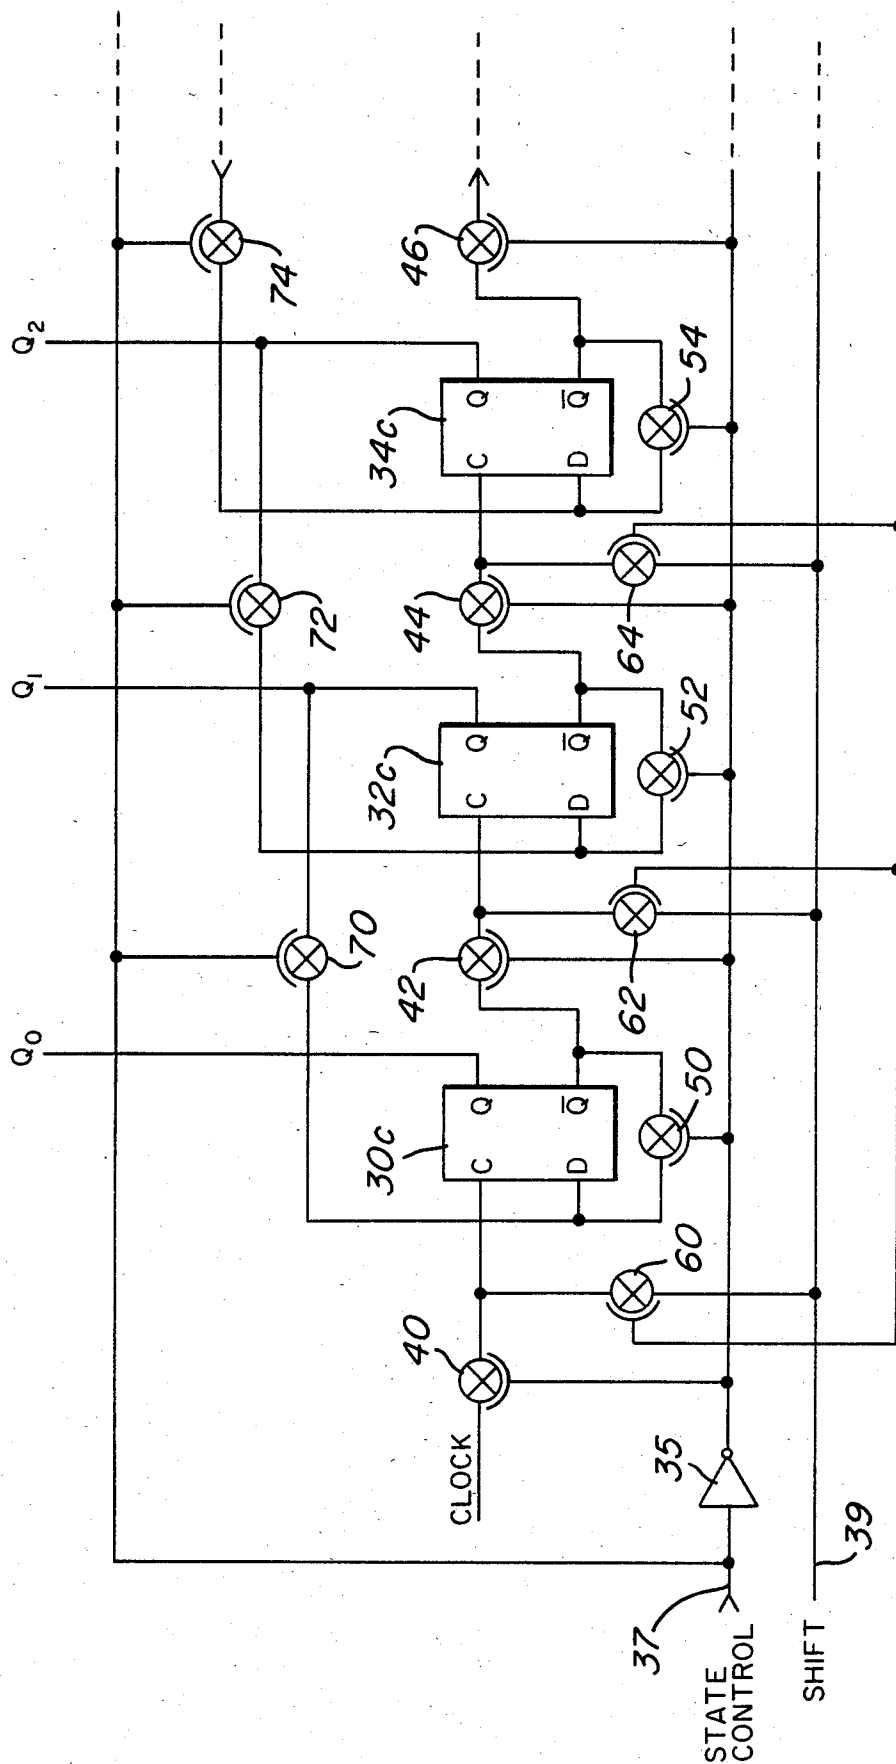 Q0
Q1
Q2
74
72
70
46
34c
C
Q
D
Q̅
54
44
64
32c
C
Q
D
Q̅
52
42
62
30c
C
Q
D
Q̅
50
40
60
CLOCK
35
37
STATE
CONTROL
SHIFT
39